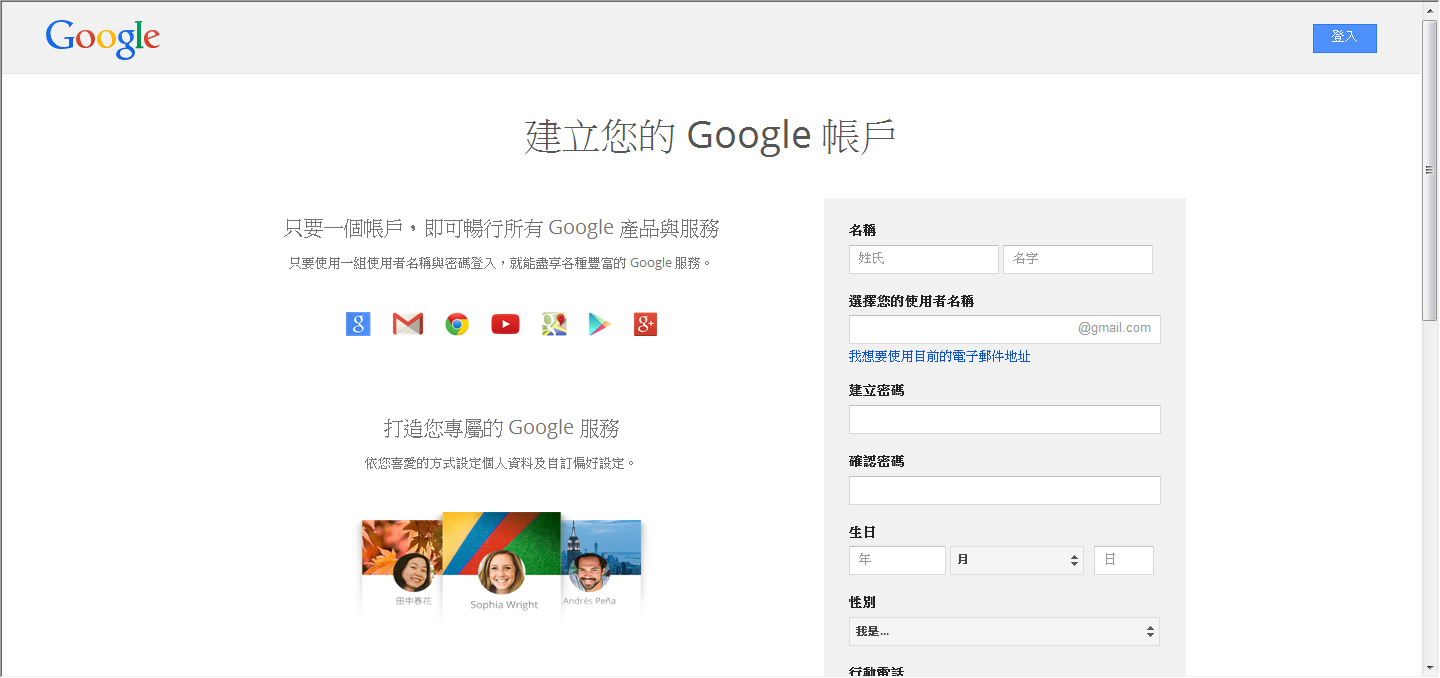 Google
登入
建立您的 Google 帳戶
只要一個帳戶，即可暢行所有 Google 產品與服務
只要使用一組使用者名稱與密碼登入，就能盡享各種豐富的 Google 服務。
打造您專屬的 Google 服務
依您喜愛的方式設定個人資料及自訂偏好設定。
田中春花
Sophia Wright
Andrés Peña
名稱
姓氏
名字
選擇您的使用者名稱
@gmail.com
我想要使用目前的電子郵件地址
建立密碼
確認密碼
生日
年
月
日
性別
我是...
行動電話